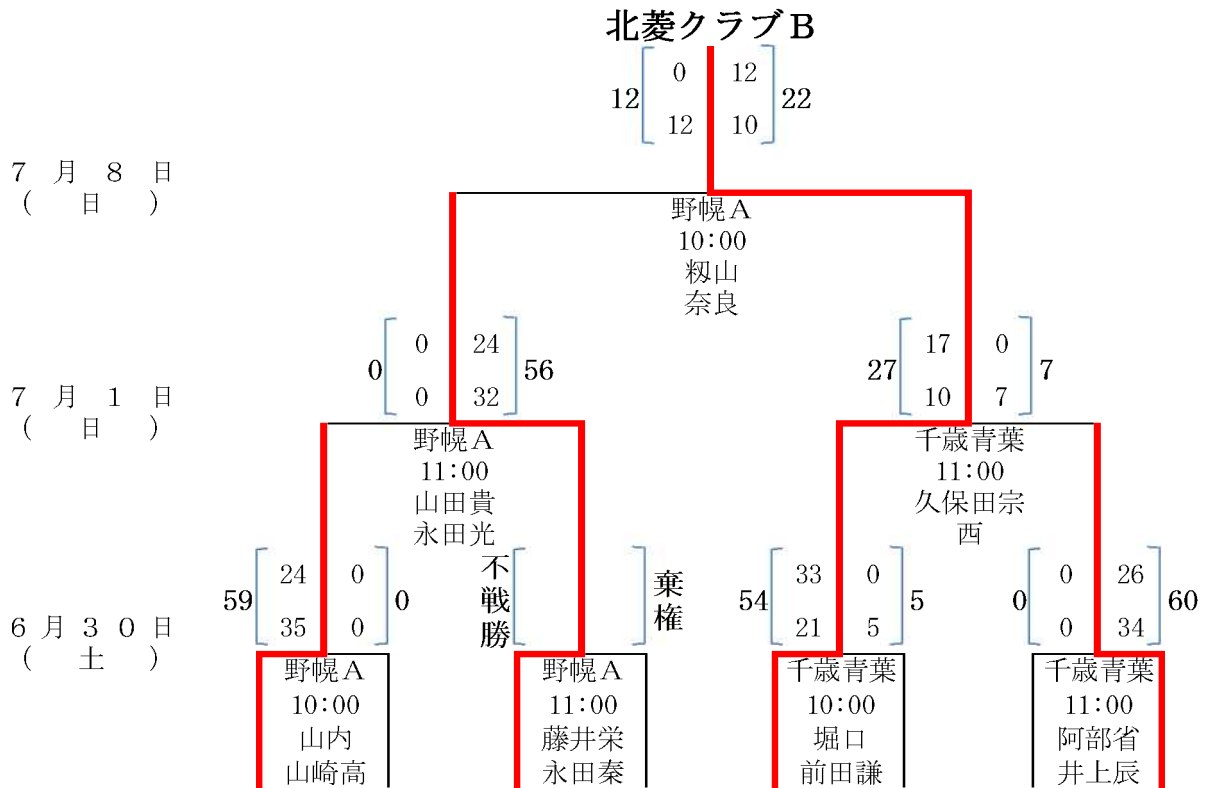 北菱クラブB
0 12
12 22
12 10
7月8日
(日)
野幌A
10:00
籾山
奈良
0 24 17 0
0 56 27 7
0 32 10 7
7月1日
(日)
野幌A
11:00
山田貴
永田光
千歳青葉
11:00
久保田宗
西
24 0
59 0
35 0
不戦勝
棄権
33 0
54 5
21 5
0 26
0 60
0 34
6月30日
(土)
野幌A
10:00
山内
山崎高
野幌A
11:00
藤井栄
永田秦
千歳青葉
10:00
堀口
前田謙
千歳青葉
11:00
阿部省
井上辰